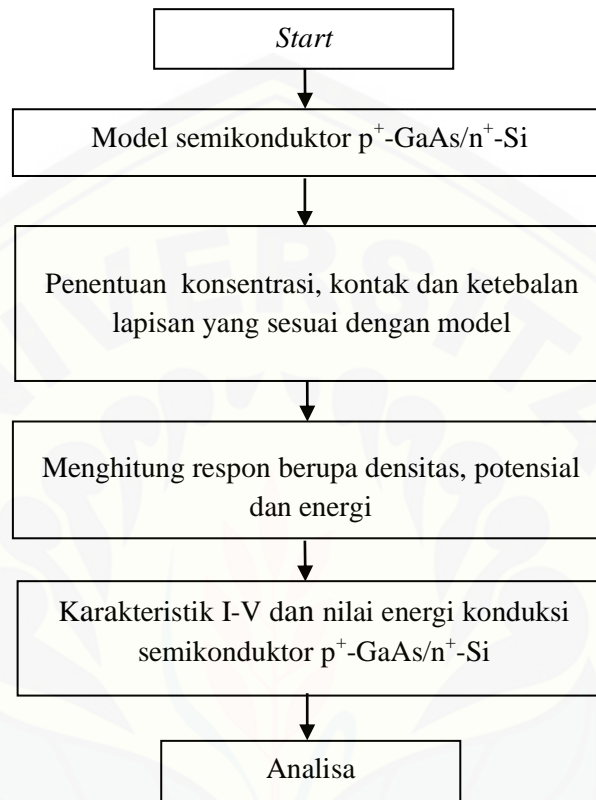 Start
Model semikonduktor p⁺-GaAs/n⁺-Si
Penentuan konsentrasi, kontak dan ketebalan
lapisan yang sesuai dengan model
Menghitung respon berupa densitas, potensial
dan energi
Karakteristik I-V dan nilai energi konduksi
semikonduktor p⁺-GaAs/n⁺-Si
Analisa